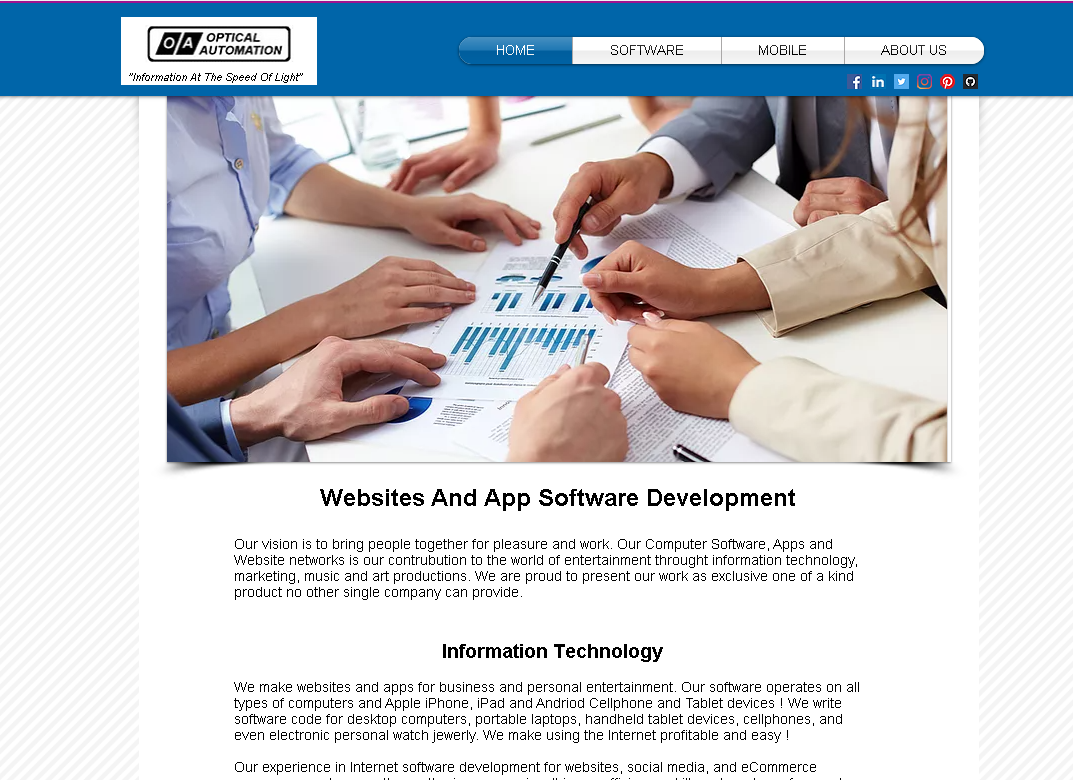 O/A OPTICAL
AUTOMATION
"Information At The Speed Of Light"
HOME SOFTWARE MOBILE ABOUT US
Websites And App Software Development
Our vision is to bring people together for pleasure and work. Our Computer Software, Apps and
Website networks is our contrubution to the world of entertainment throught information technology,
marketing, music and art productions. We are proud to present our work as exclusive one of a kind
product no other single company can provide.
Information Technology
We make websites and apps for business and personal entertainment. Our software operates on all
types of computers and Apple iPhone, iPad and Andriod Cellphone and Tablet devices ! We write
software code for desktop computers, portable laptops, handheld tablet devices, cellphones, and
even electronic personal watch jewerly. We make using the Internet profitable and easy !
Our experience in Internet software development for websites, social media, and eCommerce